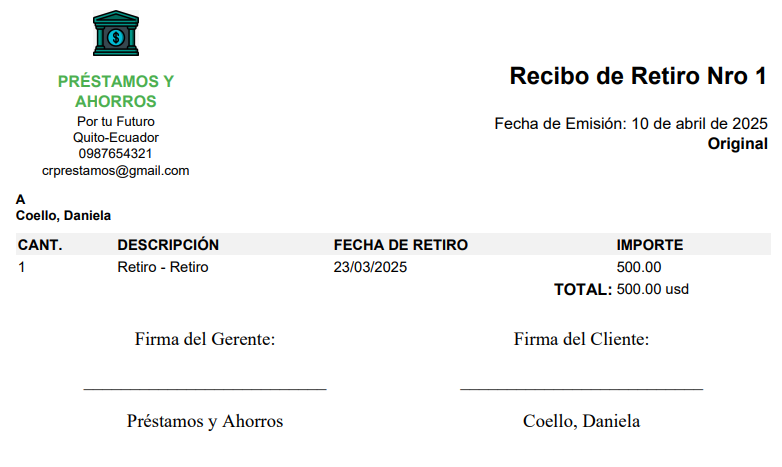 $
PRÉSTAMOS Y
AHORROS
Por tu Futuro
Quito-Ecuador
0987654321
crprestamos@gmail.com
Recibo de Retiro Nro 1
Fecha de Emisión: 10 de abril de 2025
Original
A
Coello, Daniela
CANT. DESCRIPCIÓN FECHA DE RETIRO IMPORTE
1 Retiro - Retiro 23/03/2025 500.00
TOTAL: 500.00 usd
Firma del Gerente: Firma del Cliente:
Préstamos y Ahorros Coello, Daniela